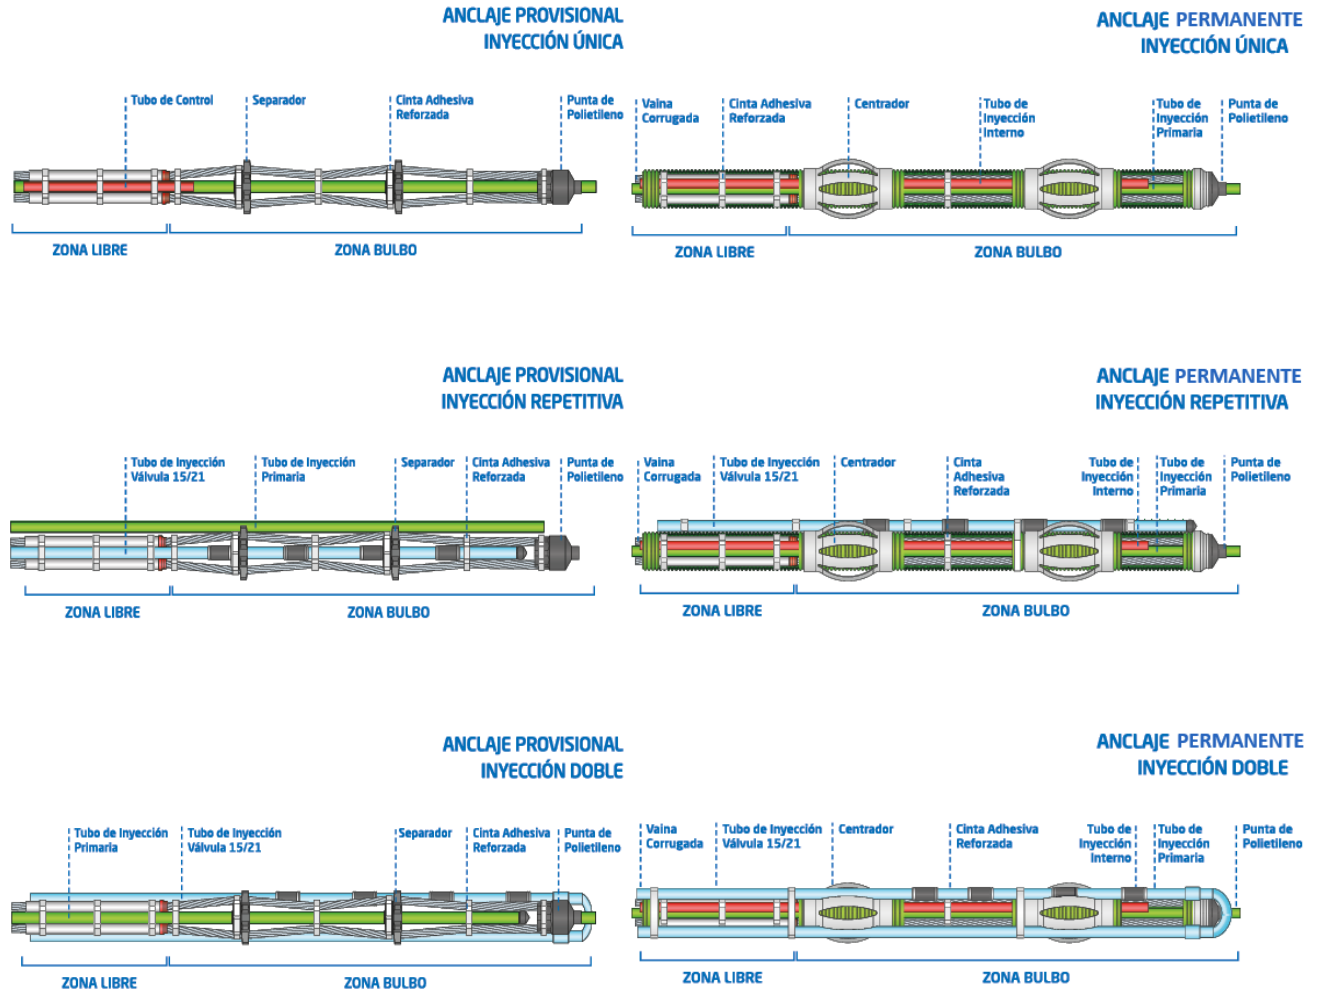 ANCLAJE PROVISIONAL
INYECCIÓN ÚNICA
Tubo de Control
Separador
Cinta Adhesiva
Reforzada
Punta de
Polietileno
ZONA LIBRE
ZONA BULBO
ANCLAJE PERMANENTE
INYECCIÓN ÚNICA
Vaina
Corrugada
Cinta Adhesiva
Reforzada
Centrador
Tubo de
Inyección
Interno
Tubo de
Inyección
Primaria
Punta de
Polietileno
ZONA LIBRE
ZONA BULBO
ANCLAJE PROVISIONAL
INYECCIÓN REPETITIVA
Tubo de Inyección
Válvula 15/21
Tubo de Inyección
Primaria
Separador
Cinta Adhesiva
Reforzada
Punta de
Polietileno
ZONA LIBRE
ZONA BULBO
ANCLAJE PERMANENTE
INYECCIÓN REPETITIVA
Vaina
Corrugada
Tubo de Inyección
Válvula 15/21
Centrador
Cinta
Adhesiva
Reforzada
Tubo de
Inyección
Interno
Tubo de
Inyección
Primaria
Punta de
Polietileno
ZONA LIBRE
ZONA BULBO
ANCLAJE PROVISIONAL
INYECCIÓN DOBLE
Tubo de Inyección
Primaria
Tubo de Inyección
Válvula 15/21
Separador
Cinta Adhesiva
Reforzada
Punta de
Polietileno
ZONA LIBRE
ZONA BULBO
ANCLAJE PERMANENTE
INYECCIÓN DOBLE
Vaina
Corrugada
Tubo de Inyección
Válvula 15/21
Centrador
Cinta Adhesiva
Reforzada
Tubo de
Inyección
Interno
Tubo de
Inyección
Primaria
Punta de
Polietileno
ZONA LIBRE
ZONA BULBO